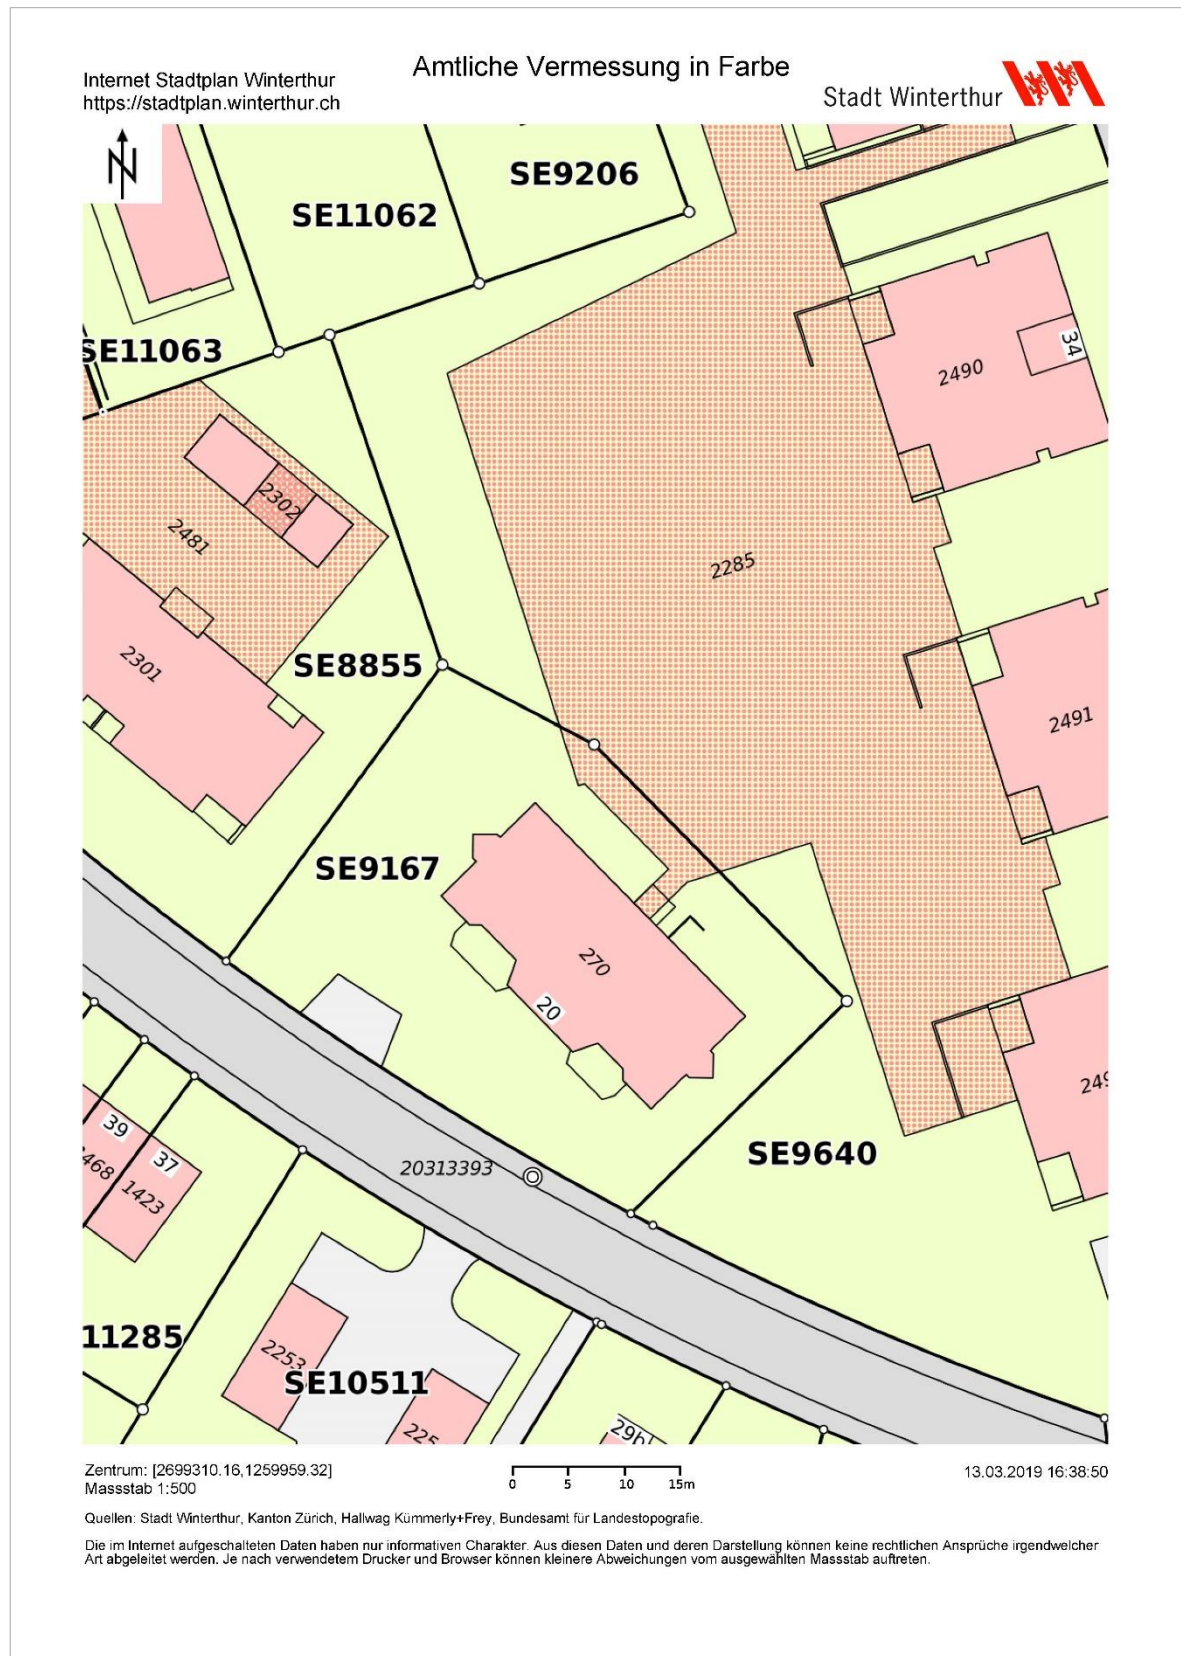 Internet Stadtplan Winterthur
https://stadtplan.winterthur.ch
Amtliche Vermessung in Farbe
Stadt Winterthur
N
SE9206
SE11062
SE11063
34
2490
2302
2481
2285
SE8855
2301
2491
SE9167
270
20
249
39
37
468
1423
20313393
SE9640
11285
2253
SE10511
225
29b
Zentrum: [2699310.16,1259959.32]
Massstab 1:500
0 5 10 15m
13.03.2019 16:38:50
Quellen: Stadt Winterthur, Kanton Zürich, Hallwag Kümmerly+Frey, Bundesamt für Landestopografie.
Die im Internet aufgeschalteten Daten haben nur informativen Charakter. Aus diesen Daten und deren Darstellung können keine rechtlichen Ansprüche irgendwelcher
Art abgeleitet werden. Je nach verwendetem Drucker und Browser können kleinere Abweichungen vom ausgewählten Massstab auftreten.